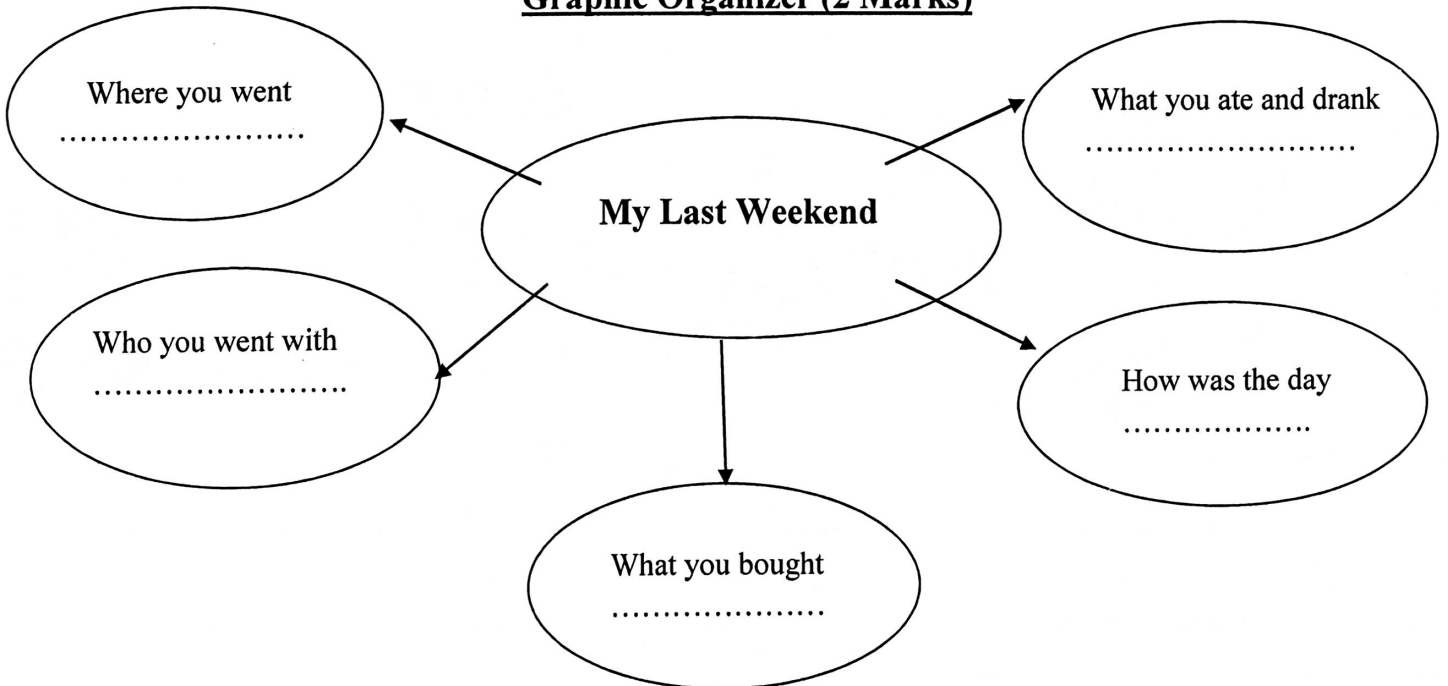 Graphic Organizer (2 Marks)
Where you went
........................
What you ate and drank
..........................
My Last Weekend
Who you went with
.........................
How was the day
..................
What you bought
.....................